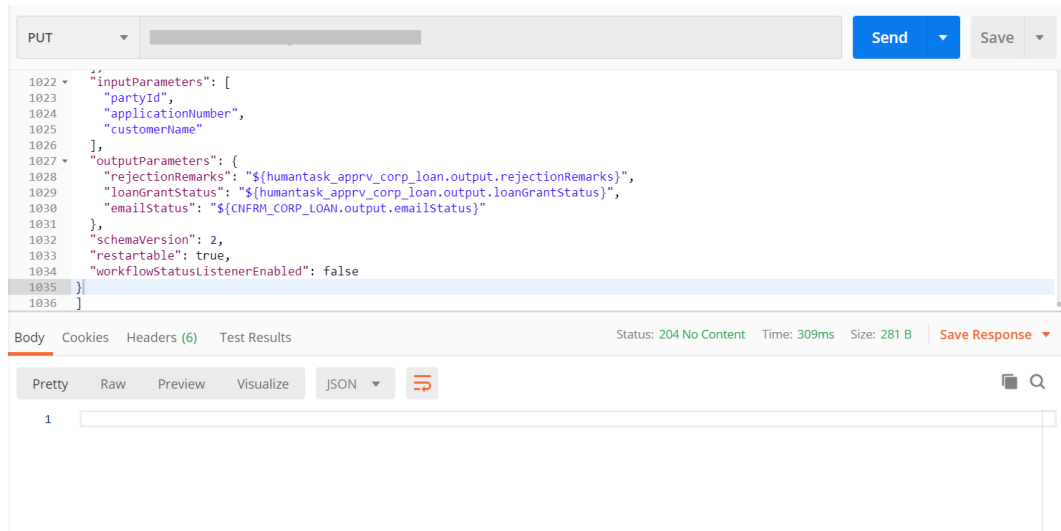 PUT
Send
Save
1022 "inputParameters": [
1023 "partyId",
1024 "applicationNumber",
1025 "customerName"
1026 ],
1027 "outputParameters": {
1028 "rejectionRemarks": "${humantask_apprv_corp_loan.output.rejectionRemarks}",
1029 "loanGrantStatus": "${humantask_apprv_corp_loan.output.loanGrantStatus}",
1030 "emailStatus": "${CNFRM_CORP_LOAN.output.emailStatus}"
1031 },
1032 "schemaVersion": 2,
1033 "restartable": true,
1034 "workflowStatusListenerEnabled": false
1035 }
1036 ]
Body Cookies Headers (6) Test Results Status: 204 No Content Time: 309ms Size: 281 B Save Response
Pretty Raw Preview Visualize JSON
1